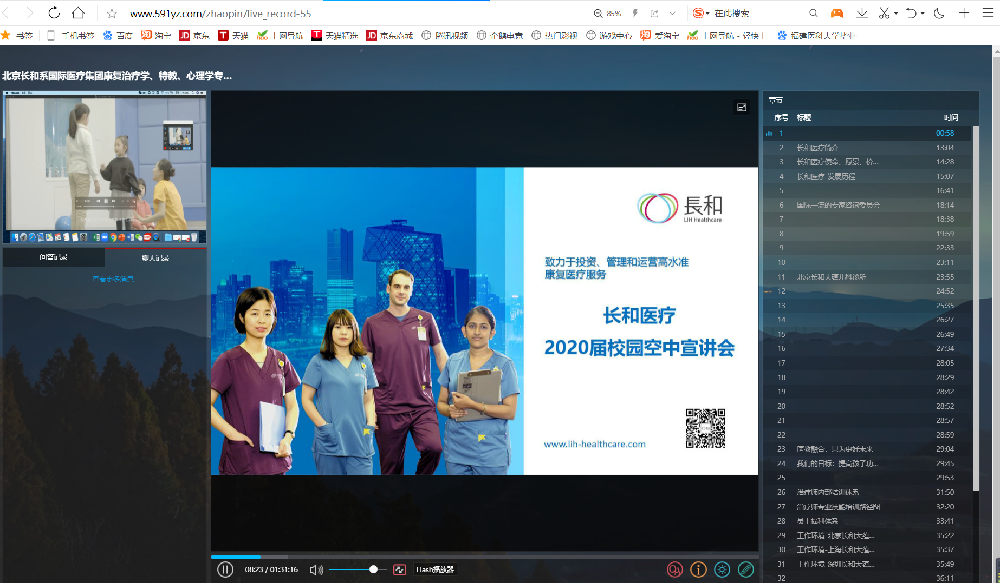 www.591yz.com/zhaopin/live_record-55
85%
在此搜索
书签
手机书签
百度
淘宝
京东
天猫
上网导航
天猫精选
京东商城
腾讯视频
企鹅电竞
热门影视
游戏中心
爱淘宝
上网导航 - 轻快上
福建医科大学毕业
北京长和系国际医疗集团康复治疗学、特教、心理学专...
问答记录
聊天记录
查看更多消息
長和
LIH Healthcare
致力于投资、管理和运营高水准
康复医疗服务
长和医疗
2020届校园空中宣讲会
www.lih-healthcare.com
08:23 / 01:31:16
Flash播放器
章节
序号 标题 时间
1 00:58
2 长和医疗简介 13:04
3 长和医疗使命、愿景、价... 14:28
4 长和医疗-发展历程 15:07
5 16:41
6 国际一流的专家咨询委员会 18:14
7 18:38
8 19:59
9 22:33
10 23:11
11 北京长和大蕴儿科诊所 23:55
12 24:52
13 25:35
14 26:27
15 26:49
16 27:34
17 28:05
18 28:29
19 28:42
20 28:52
21 28:57
22 28:59
23 医教融合，只为更好未来 29:04
24 我们的目标：提高孩子功... 29:45
25 29:53
26 治疗师内部培训体系 31:50
27 治疗师专业技能培训路径图 32:20
28 员工福利体系 33:41
29 工作环境-北京长和大蕴... 35:22
30 工作环境-上海长和大蕴... 35:37
31 工作环境-深圳长和大蕴... 35:49
32 36:11